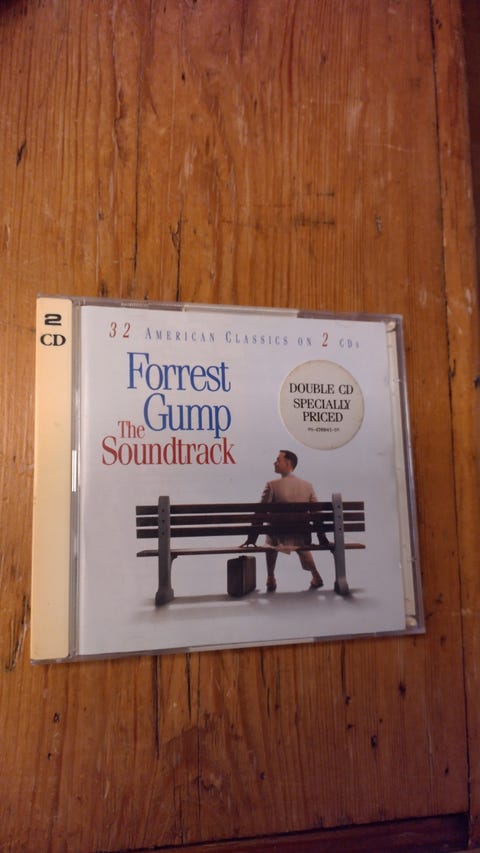 2
CD
32 AMERICAN CLASSICS ON 2 CDs
Forrest
Gump
The
Soundtrack
DOUBLE CD
SPECIALLY
PRICED